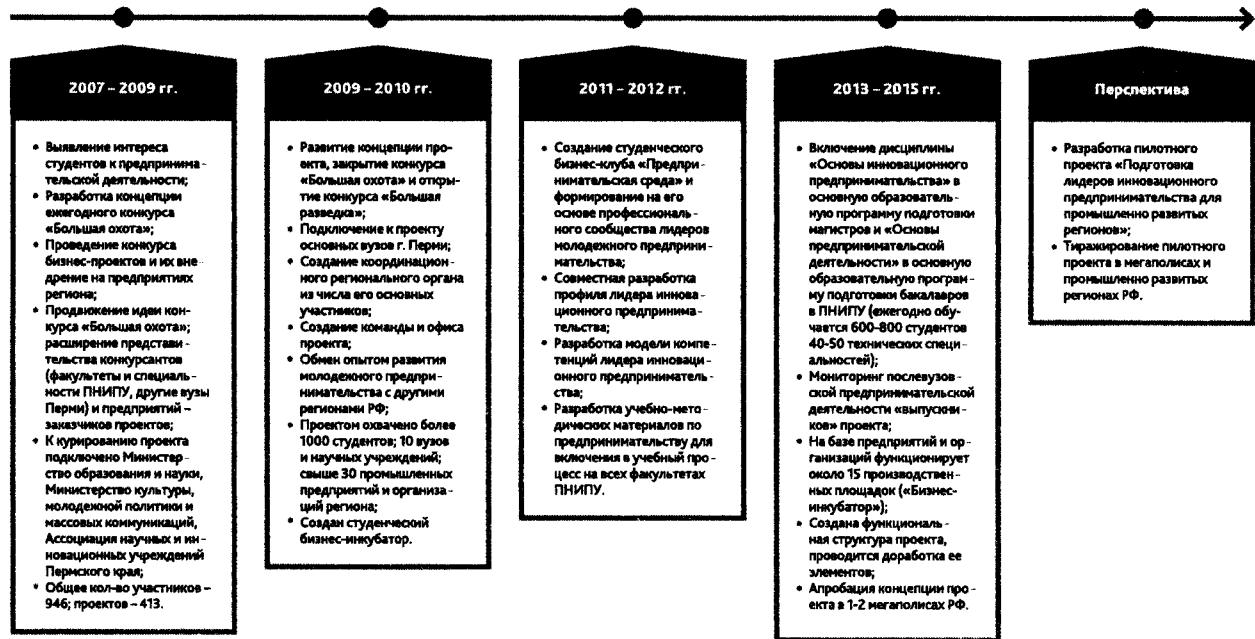 2007 – 2009 гг.
• Выявление интереса
студентов к предпринима-
тельской деятельности;
• Разработка концепции
ежегодного конкурса
«Большая охота»;
• Проведение конкурса
бизнес-проектов и их вне-
дрение на предприятиях
региона;
• Продвижение идеи кон-
курса «Большая охота»;
расширение представи-
тельства конкурсантов
(факультеты и специаль-
ности ПНИПУ, другие вузы
Перми) и предприятий –
заказчиков проектов;
• К курированию проекта
подключено Министер-
ство образования и науки,
Министерство культуры,
молодежной политики и
массовых коммуникаций,
Ассоциация научных и ин-
новационных учреждений
Пермского края;
• Общее кол-во участников –
946; проектов – 413.
2009 – 2010 гг.
• Развитие концепции про-
екта, закрытие конкурса
«Большая охота» и откры-
тие конкурса «Большая
разведка»;
• Подключение к проекту
основных вузов г. Перми;
• Создание координацион-
ного регионального органа
из числа его основных
участников;
• Создание команды и офиса
проекта;
• Обмен опытом развития
молодежного предпри-
нимательства с другими
регионами РФ;
• Проектом охвачено более
1000 студентов; 10 вузов
и научных учреждений;
свыше 30 промышленных
предприятий и организа-
ций региона;
• Создан студенческий
бизнес-инкубатор.
2011 – 2012 гг.
• Создание студенческого
бизнес-клуба «Предпри-
нимательская среда» и
формирование на его
основе профессиональ-
ного сообщества лидеров
молодежного предприни-
мательства;
• Совместная разработка
профиля лидера иннова-
ционного предпринима-
тельства;
• Разработка модели компе-
тенций лидера инноваци-
онного предприниматель-
ства;
• Разработка учебно-мето-
дических материалов по
предпринимательству для
включения в учебный про-
цесс на всех факультетах
ПНИПУ.
2013 – 2015 гг.
• Включение дисциплины
«Основы инновационного
предпринимательства» в
основную образователь-
ную программу подготовки
магистров и «Основы
предпринимательской
деятельности» в основную
образовательную програм-
му подготовки бакалавров
в ПНИПУ (ежегодно обу-
чается 600-800 студентов
40-50 технических специ-
альностей);
• Мониторинг послевузов-
ской предпринимательской
деятельности «выпускни-
ков» проекта;
• На базе предприятий и ор-
ганизаций функционирует
около 15 производствен-
ных площадок («Бизнес-
инкубатор»);
• Создана функциональ-
ная структура проекта,
проводится доработка ее
элементов;
• Апробация концепции про-
екта в 1-2 мегаполисах РФ.
Перспектива
• Разработка пилотного
проекта «Подготовка
лидеров инновационного
предпринимательства для
промышленно развитых
регионов»;
• Тиражирование пилотного
проекта в мегаполисах и
промышленно развитых
регионах РФ.